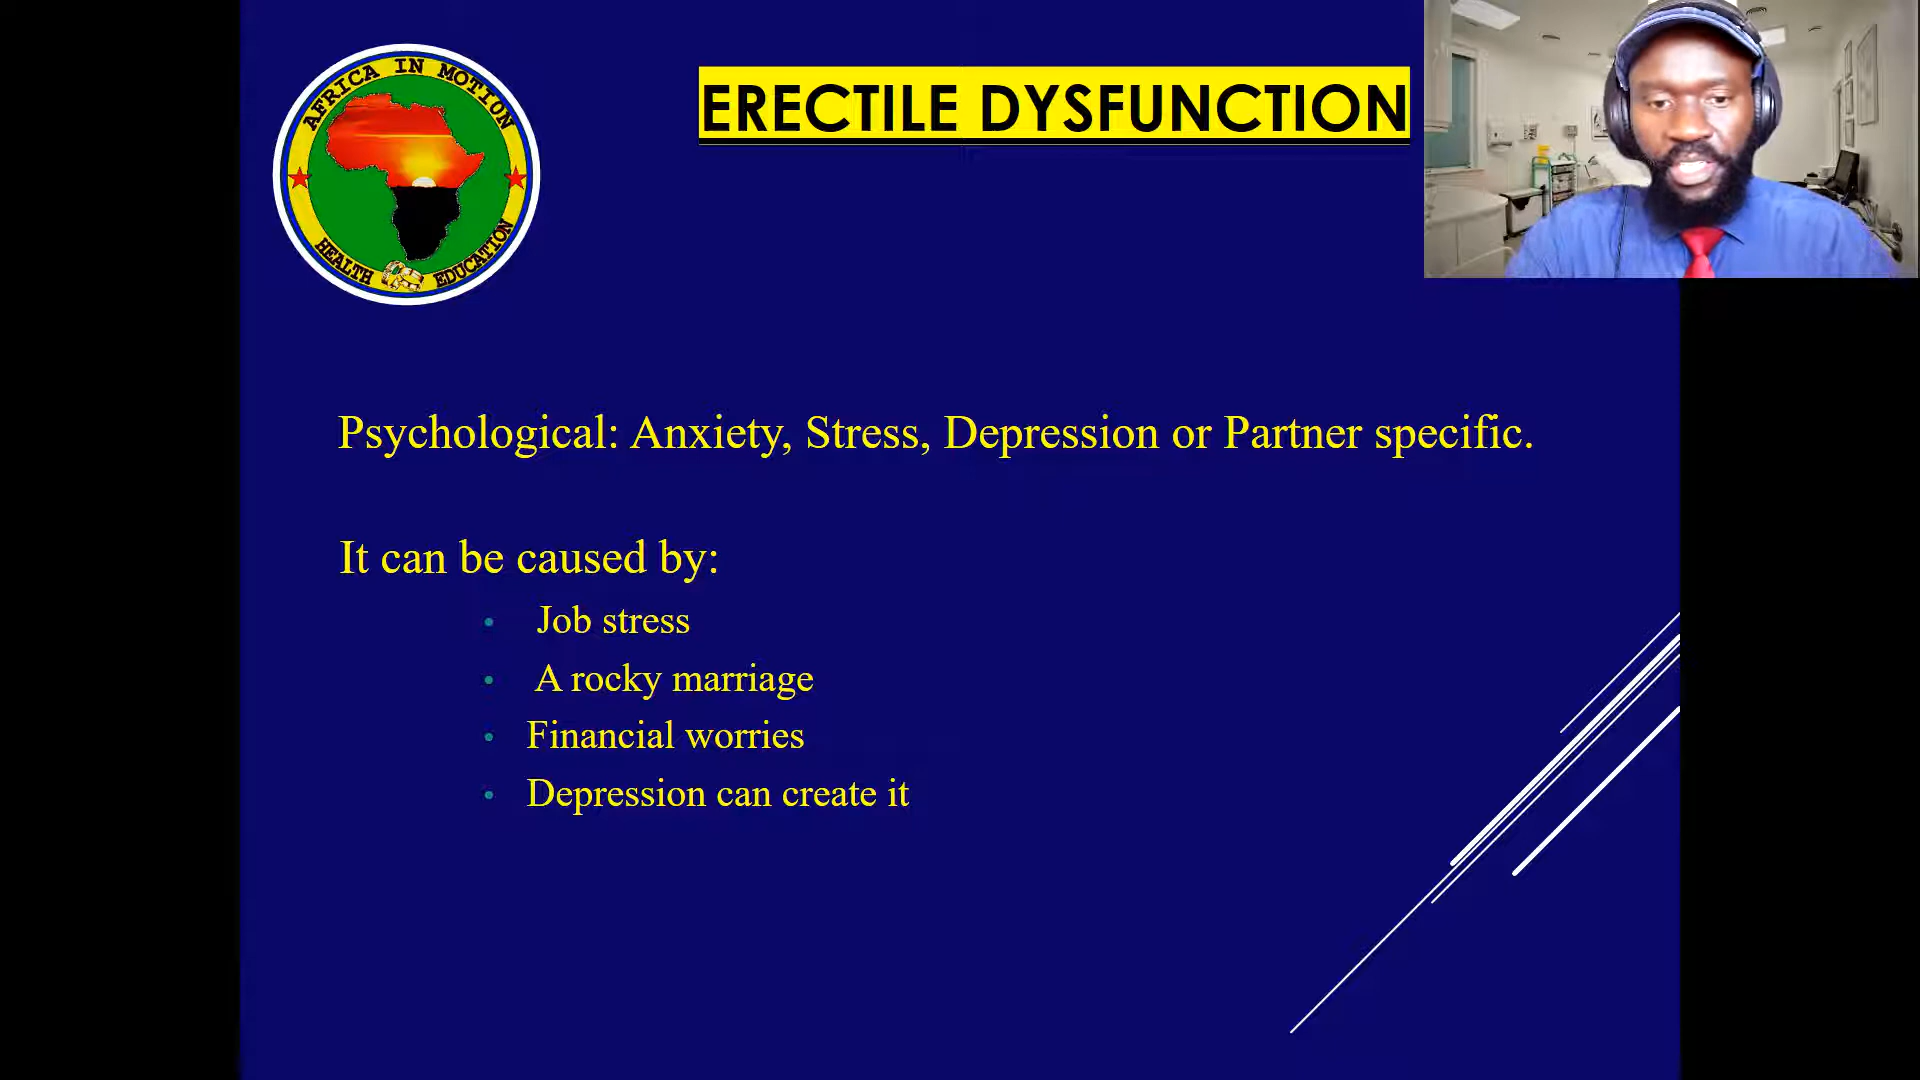 AFRICA IN MOTION
HEALTH EDUCATION
ERECTILE DYSFUNCTION
Psychological: Anxiety, Stress, Depression or Partner specific.
It can be caused by:
• Job stress
• A rocky marriage
• Financial worries
• Depression can create it